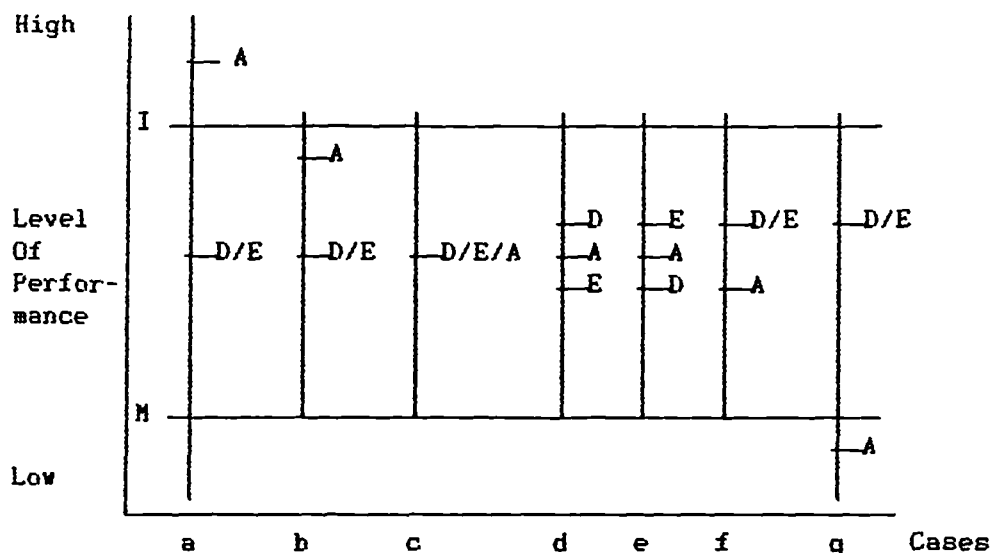 High
A
I
A
Level D E D/E D/E
Of D/E D/E D/E/A A A
Perfor- E D A
mance
M
A
Low
a b c d e f g Cases